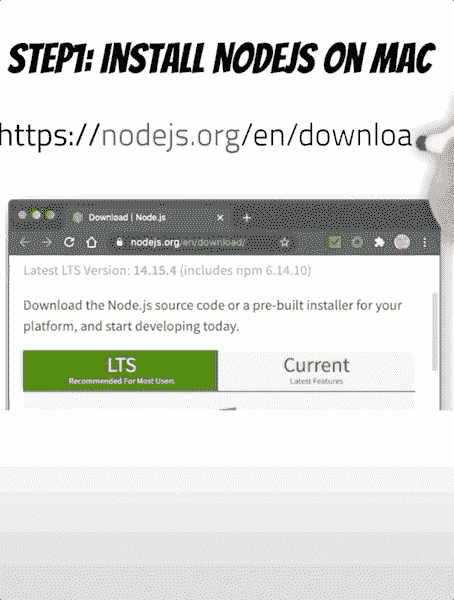 STEP1: INSTALL NODEJS ON MAC
https://nodejs.org/en/downloa
Download | Node.js
nodejs.org/en/download/
Latest LTS Version: 14.15.4 (includes npm 6.14.10)
Download the Node.js source code or a pre-built installer for your
platform, and start developing today.
LTS
Recommended For Most Users
Current
Latest Features